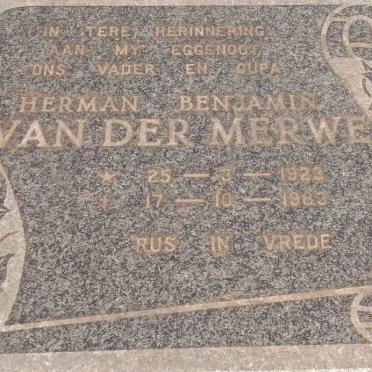 IN TERE HERINNERING
AAN MY EGGENOOT
ONS VADER EN OUPA
HERMAN BENJAMIN
VAN DER MERWE
* 25 — 3 — 1923
+ 17 — 10 — 1983
RUS IN VREDE